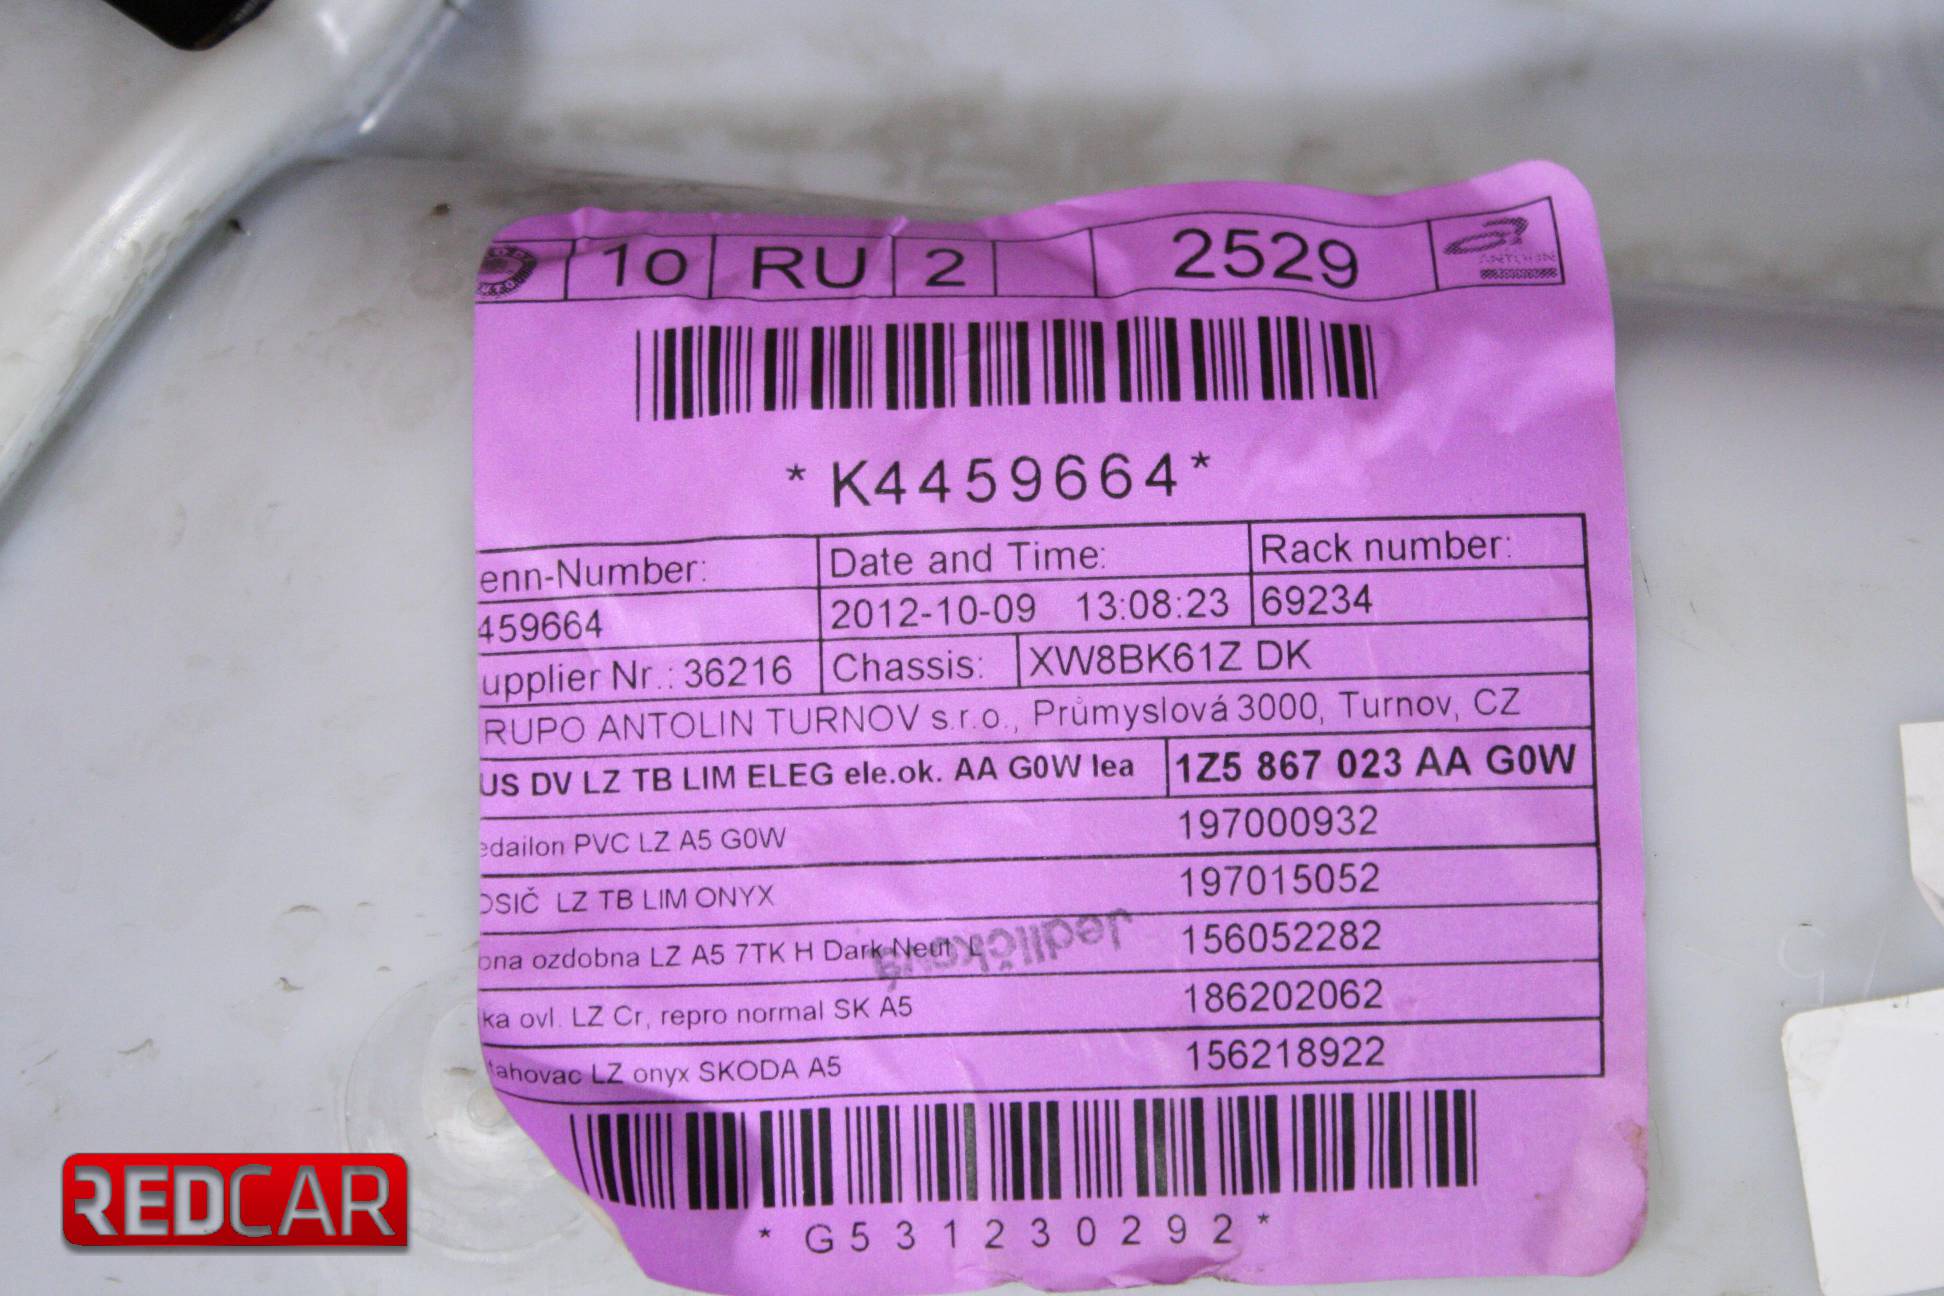 10 RU 2 2529
ANTOLIN
*K4459664*
enn-Number: Date and Time: Rack number:
459664 2012-10-09 13:08:23 69234
upplier Nr.: 36216 Chassis: XW8BK61Z DK
RUPO ANTOLIN TURNOV s.r.o., Průmyslová 3000, Turnov, CZ
US DV LZ TB LIM ELEG ele.ok. AA G0W lea 1Z5 867 023 AA G0W
edailon PVC LZ A5 G0W 197000932
OSIČ LZ TB LIM ONYX 197015052
ona ozdobna LZ A5 7TK H Dark Neut L 156052282
Jedličková
ka ovl. LZ Cr, repro normal SK A5 186202062
tahovac LZ onyx SKODA A5 156218922
*G531230292*
REDCAR